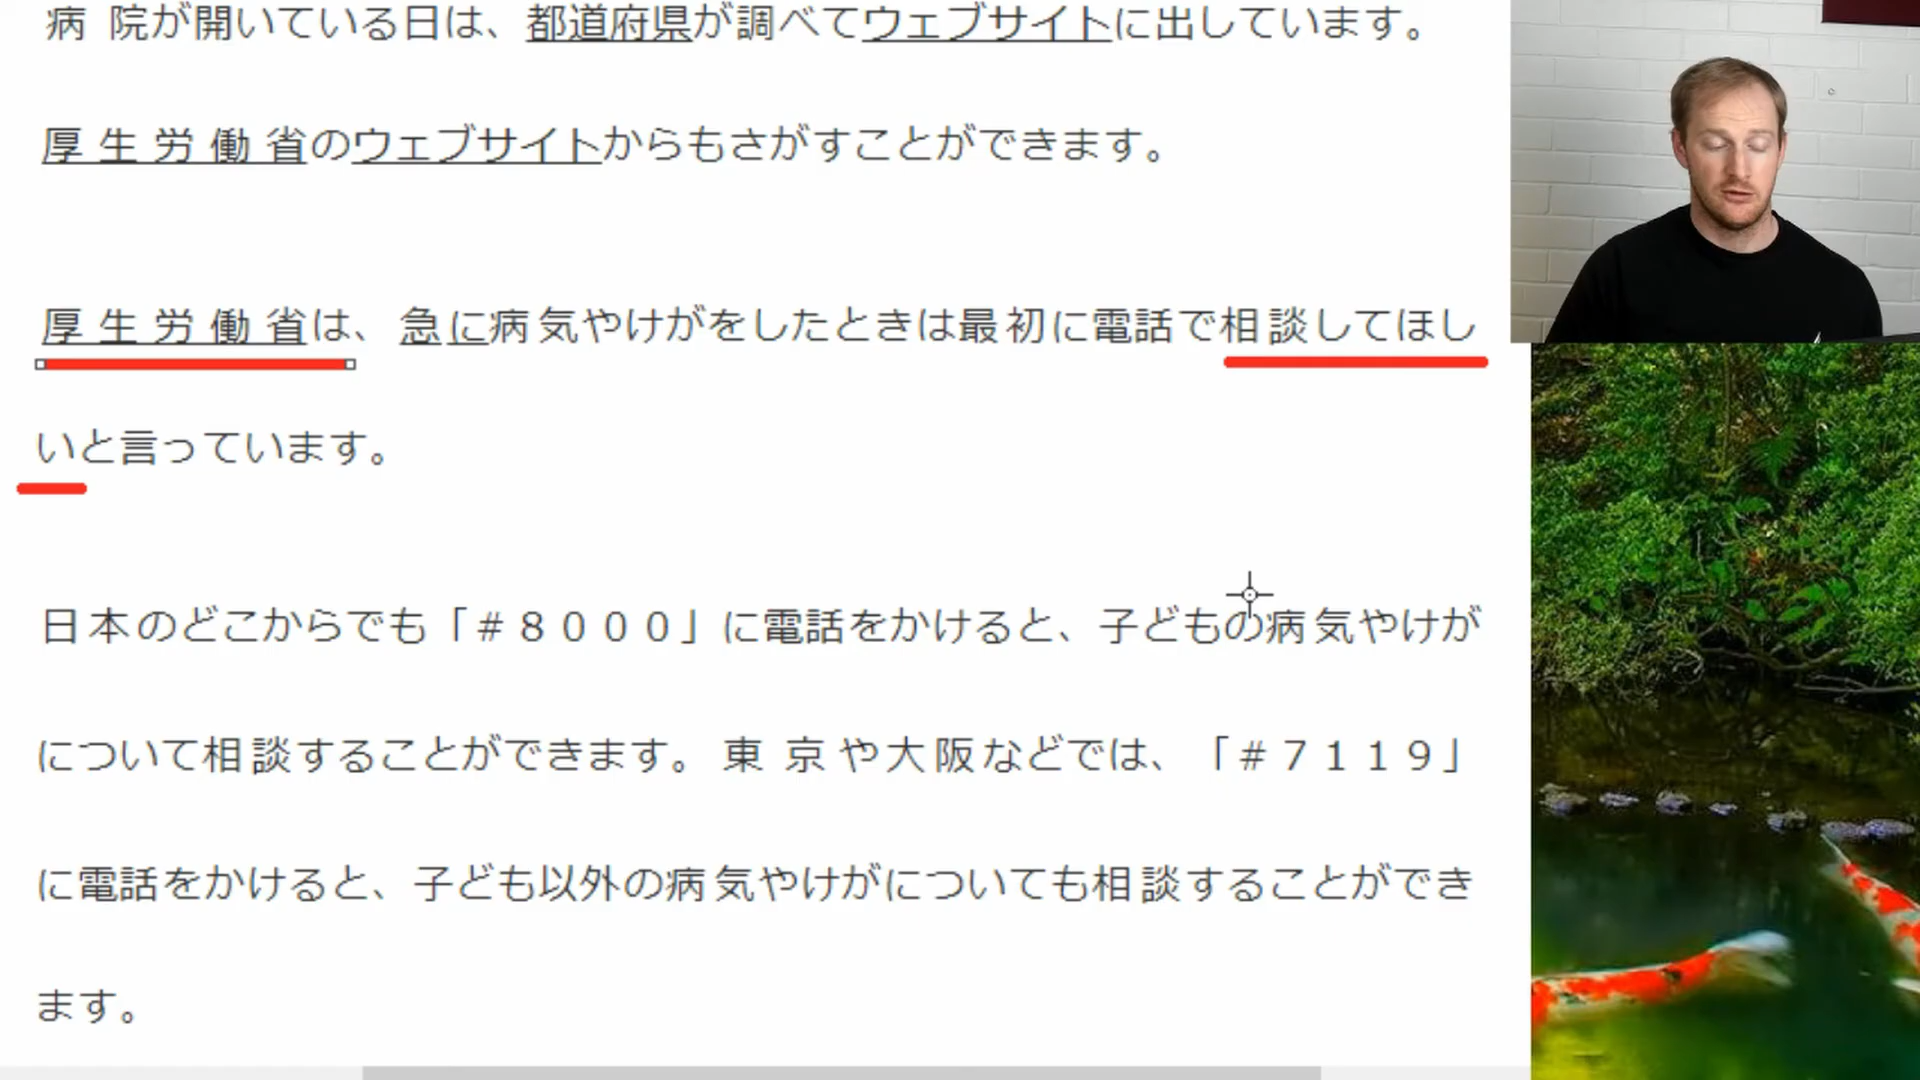 病院が開いている日は、都道府県が調べてウェブサイトに出しています。
厚生労働省のウェブサイトからもさがすことができます。
厚生労働省は、急に病気やけがをしたときは最初に電話で相談してほし
いと言っています。
日本のどこからでも「＃８０００」に電話をかけると、子どもの病気やけが
について相談することができます。東京や大阪などでは、「＃７１１９」
に電話をかけると、子ども以外の病気やけがについても相談することができ
ます。